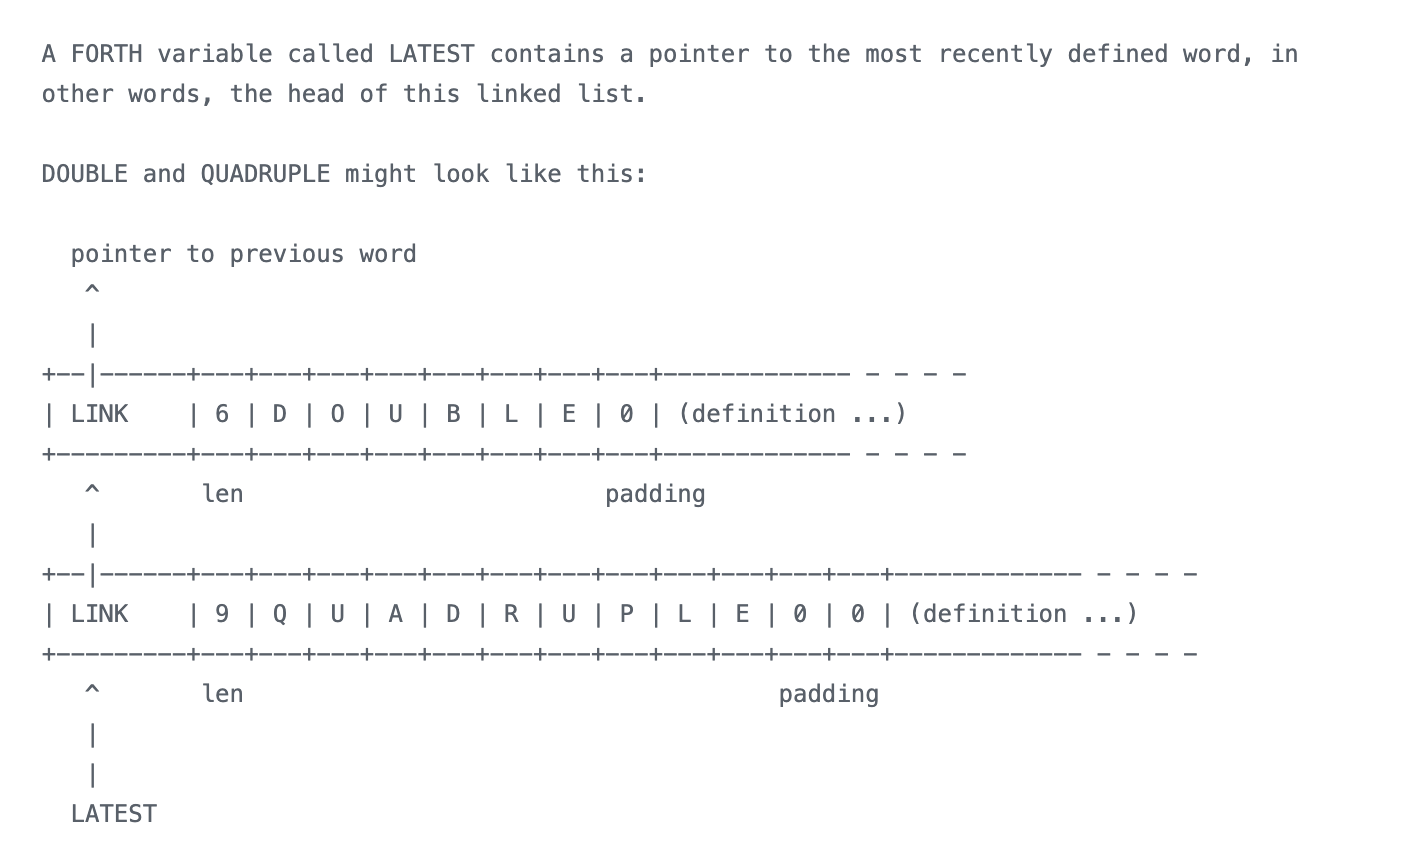 A FORTH variable called LATEST contains a pointer to the most recently defined word, in
other words, the head of this linked list.

DOUBLE and QUADRUPLE might look like this:

  pointer to previous word
   ^
   |
+--|------+---+---+---+---+---+---+---+---+------------- - - - -
| LINK    | 6 | D | O | U | B | L | E | 0 | (definition ...)
+---------+---+---+---+---+---+---+---+---+------------- - - - -
   ^       len                         padding
   |
+--|------+---+---+---+---+---+---+---+---+---+---+---+---+------------- - - - -
| LINK    | 9 | Q | U | A | D | R | U | P | L | E | 0 | 0 | (definition ...)
+---------+---+---+---+---+---+---+---+---+---+---+---+---+------------- - - - -
   ^       len                                     padding
   |
   |
  LATEST